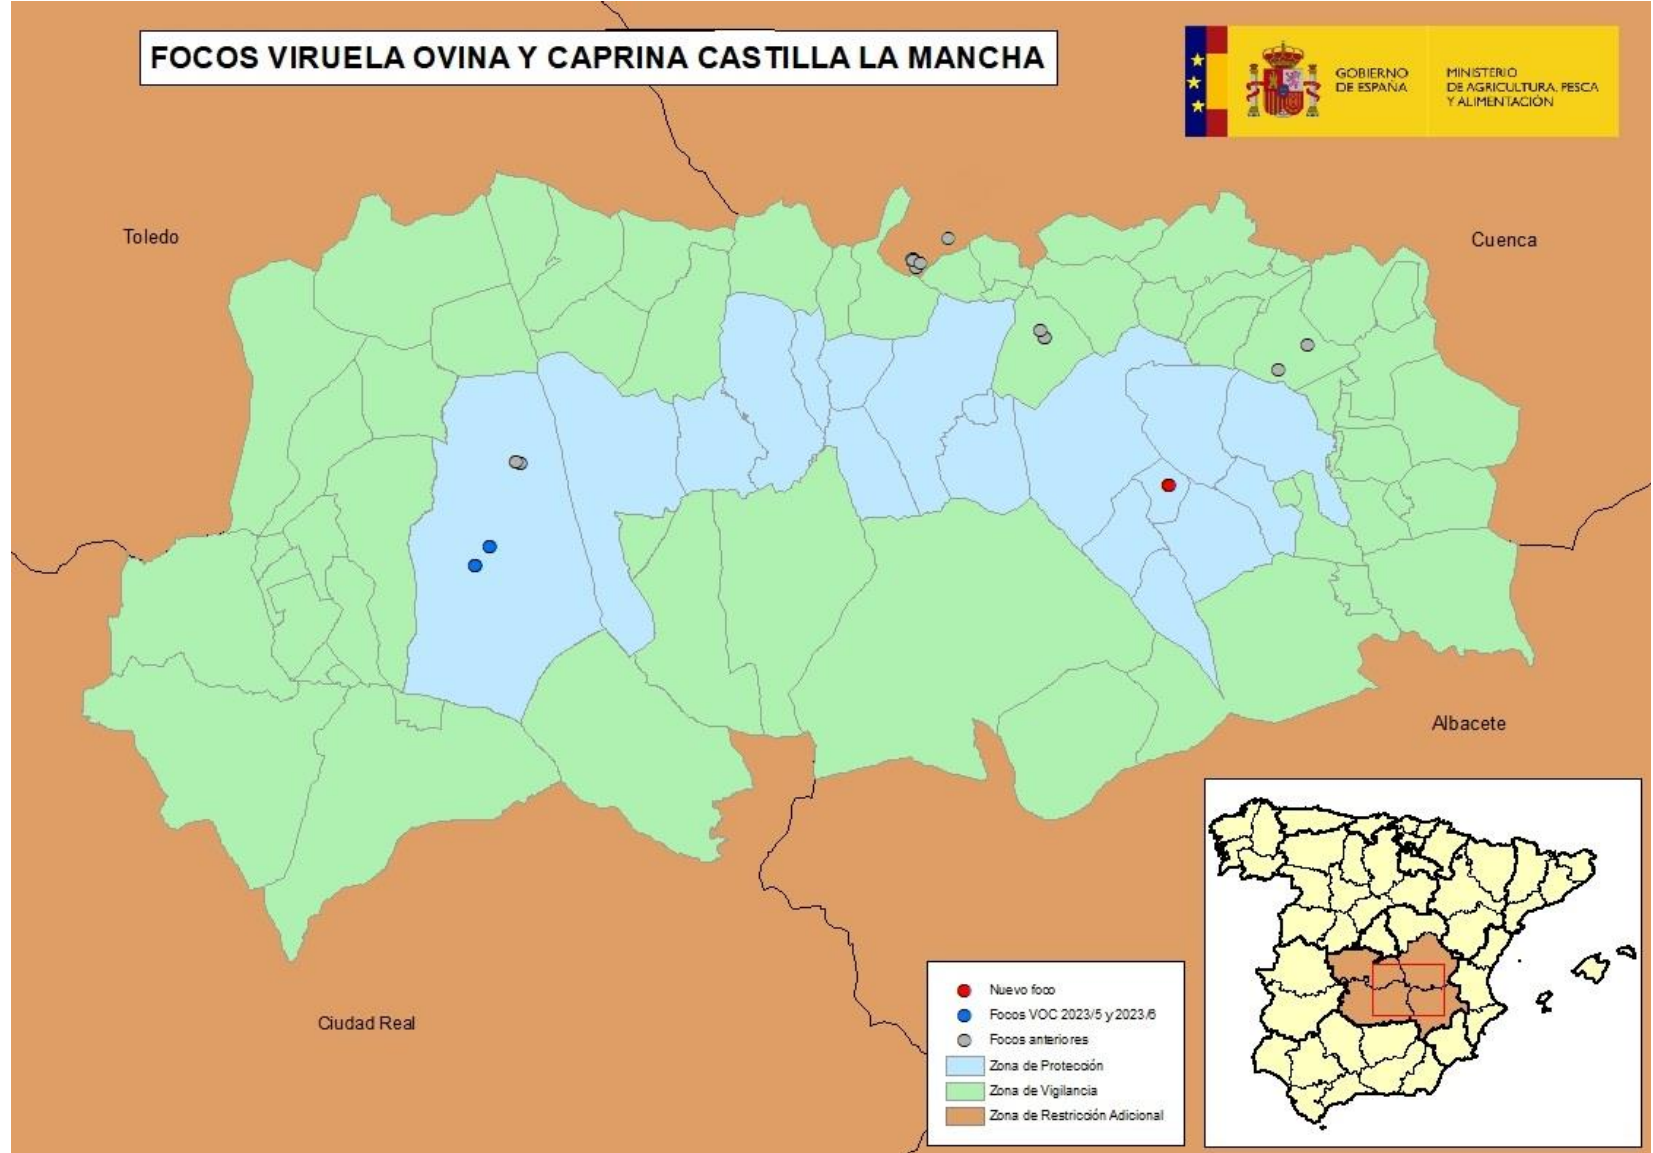 FOCOS VIRUELA OVINA Y CAPRINA CASTILLA LA MANCHA
GOBIERNO
DE ESPAÑA
MINISTERIO
DE AGRICULTURA, PESCA
Y ALIMENTACIÓN
Toledo
Cuenca
Albacete
Ciudad Real
Nuevo foco
Focos VOC 2023/5 y 2023/6
Focos anteriores
Zona de Protección
Zona de Vigilancia
Zona de Restricción Adicional